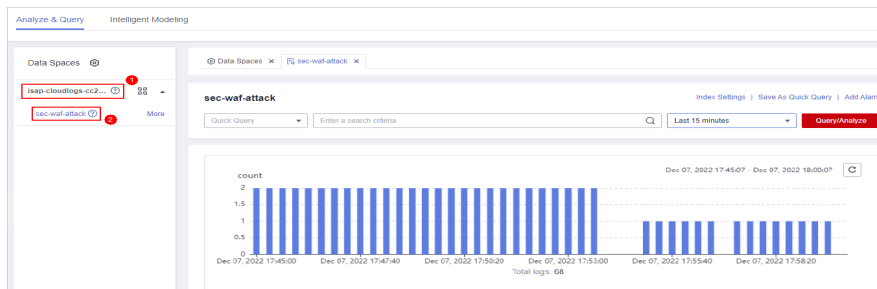 Analyze & Query Intelligent Modeling
Data Spaces
Data Spaces × sec-waf-attack ×
1
isap-cloudlogs-cc2...
sec-waf-attack More
2
sec-waf-attack
Index Settings | Save As Quick Query | Add Alarm
Quick Query Enter a search criteria Last 15 minutes Query/Analyze
Dec 07, 2022 17:45:07 - Dec 07, 2022 18:00:07
count
2
1.5
1
0.5
0
Dec 07, 2022 17:45:00 Dec 07, 2022 17:47:40 Dec 07, 2022 17:50:20 Dec 07, 2022 17:53:00 Dec 07, 2022 17:55:40 Dec 07, 2022 17:58:20
Total logs: 68